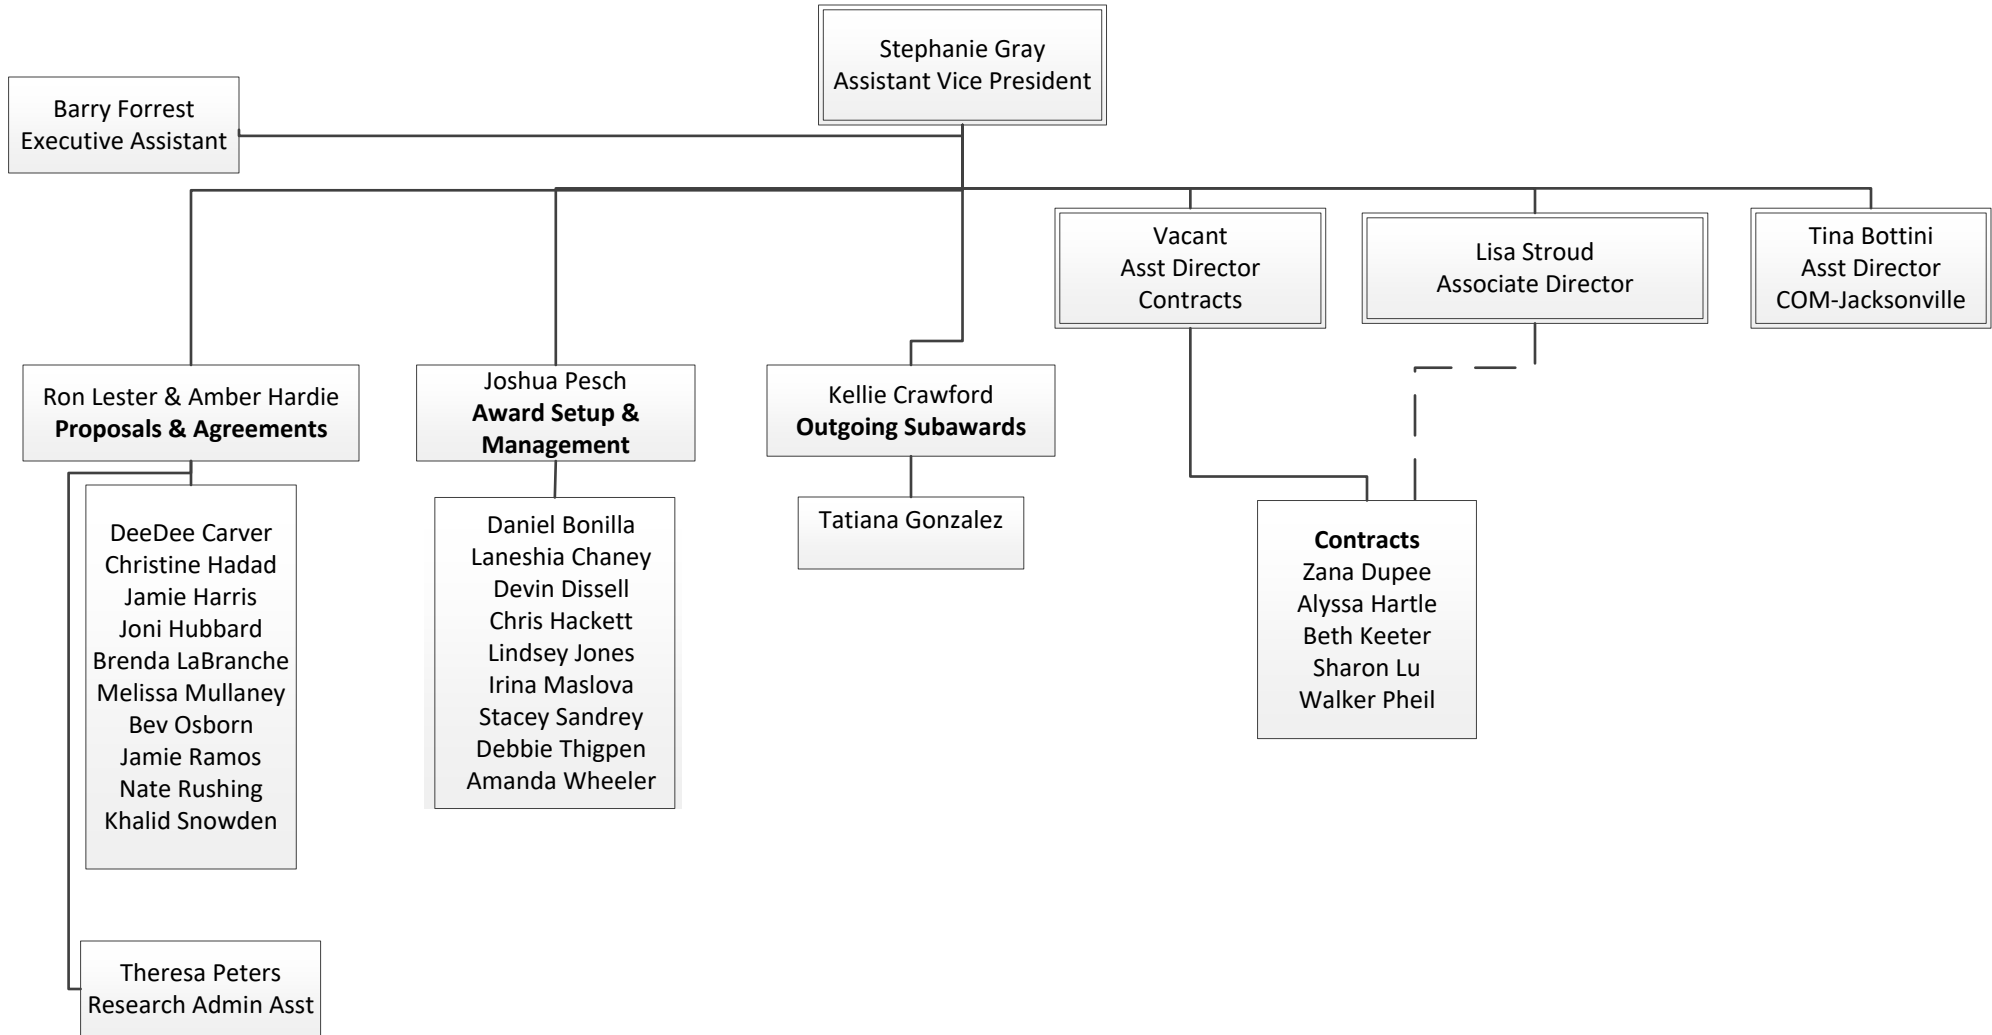 Stephanie Gray
Assistant Vice President
Barry Forrest
Executive Assistant
Vacant
Asst Director
Contracts
Lisa Stroud
Associate Director
Tina Bottini
Asst Director
COM-Jacksonville
Ron Lester & Amber Hardie
Proposals & Agreements
Joshua Pesch
Award Setup &
Management
Kellie Crawford
Outgoing Subawards
DeeDee Carver
Christine Hadad
Jamie Harris
Joni Hubbard
Brenda LaBranche
Melissa Mullaney
Bev Osborn
Jamie Ramos
Nate Rushing
Khalid Snowden
Daniel Bonilla
Laneshia Chaney
Devin Dissell
Chris Hackett
Lindsey Jones
Irina Maslova
Stacey Sandrey
Debbie Thigpen
Amanda Wheeler
Tatiana Gonzalez
Contracts
Zana Dupee
Alyssa Hartle
Beth Keeter
Sharon Lu
Walker Pheil
Theresa Peters
Research Admin Asst